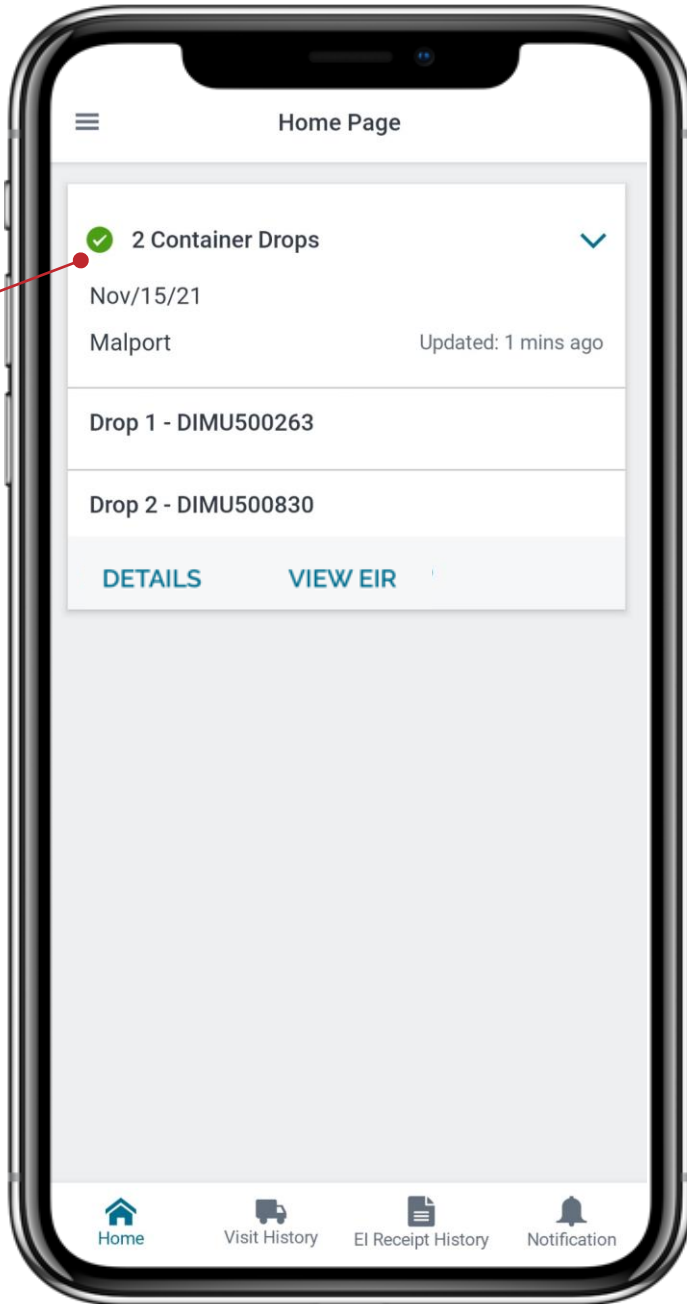 Home Page
2 Container Drops
Nov/15/21
Malport Updated: 1 mins ago
Drop 1 - DIMU500263
Drop 2 - DIMU500830
DETAILS VIEW EIR
Home Visit History EI Receipt History Notification